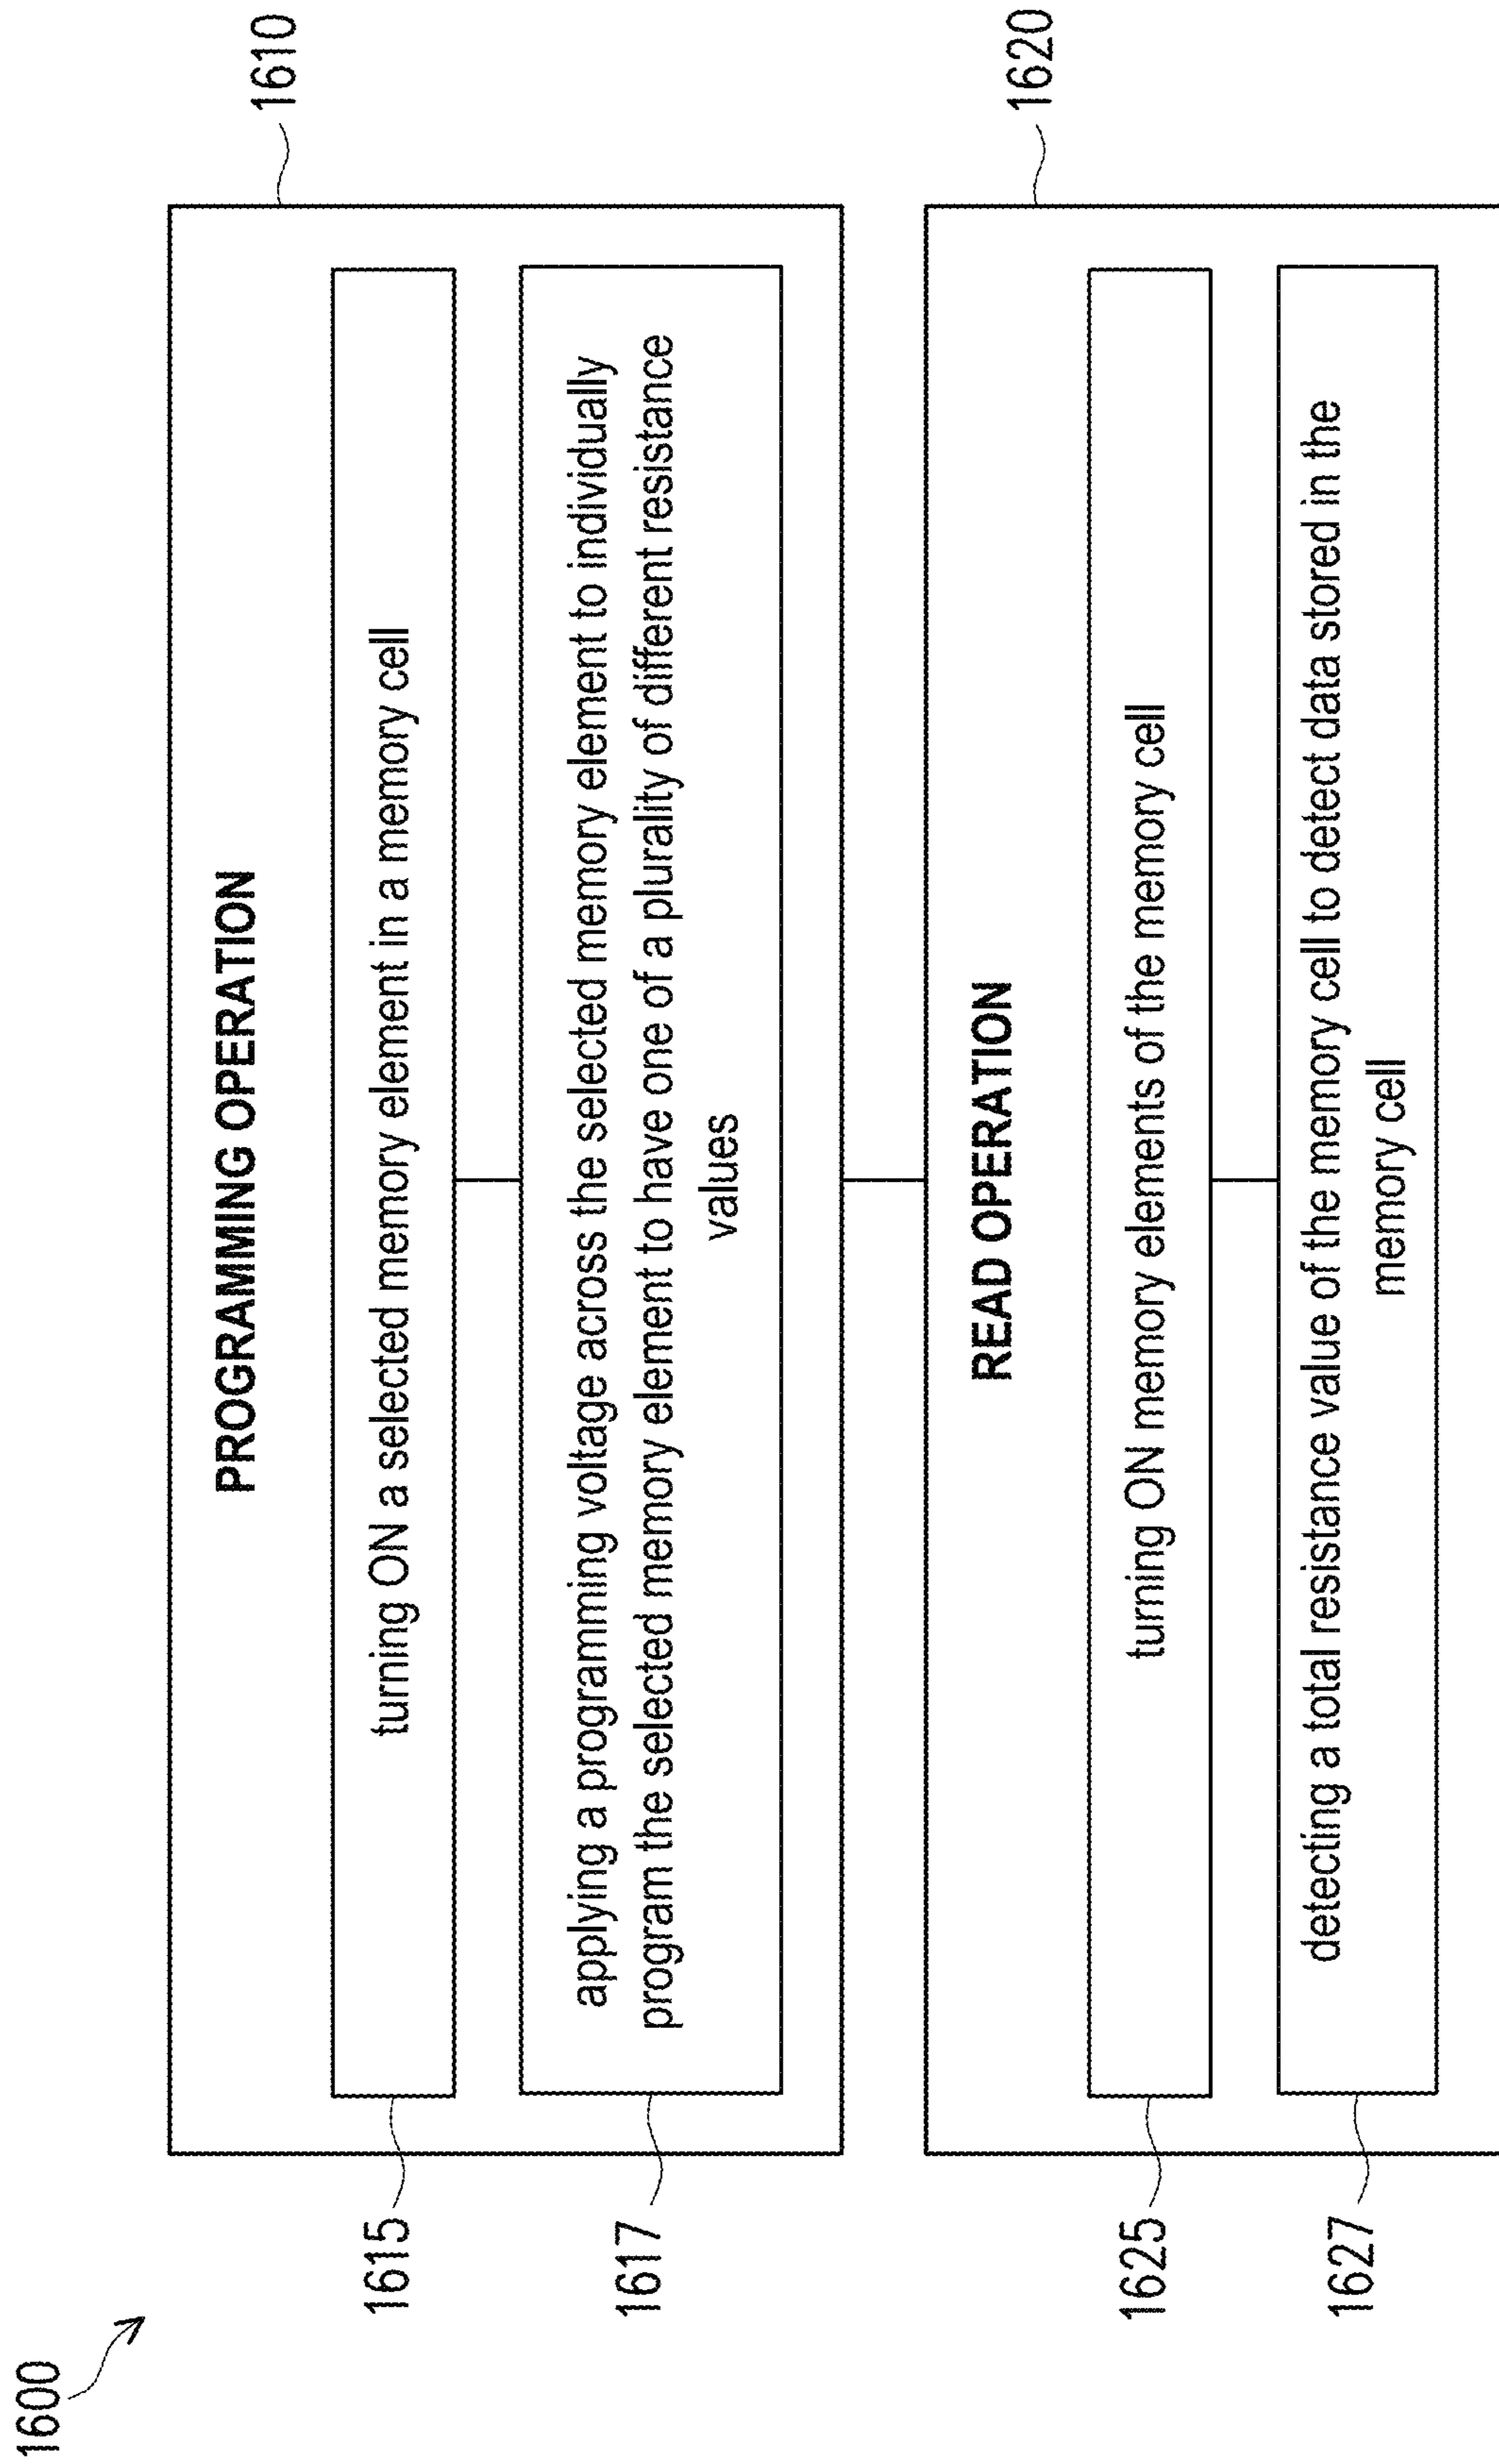 1600
1610
PROGRAMMING OPERATION
1615
turning ON a selected memory element in a memory cell
1617
applying a programming voltage across the selected memory element to individually
program the selected memory element to have one of a plurality of different resistance
values
1620
READ OPERATION
1625
turning ON memory elements of the memory cell
1627
detecting a total resistance value of the memory cell to detect data stored in the
memory cell